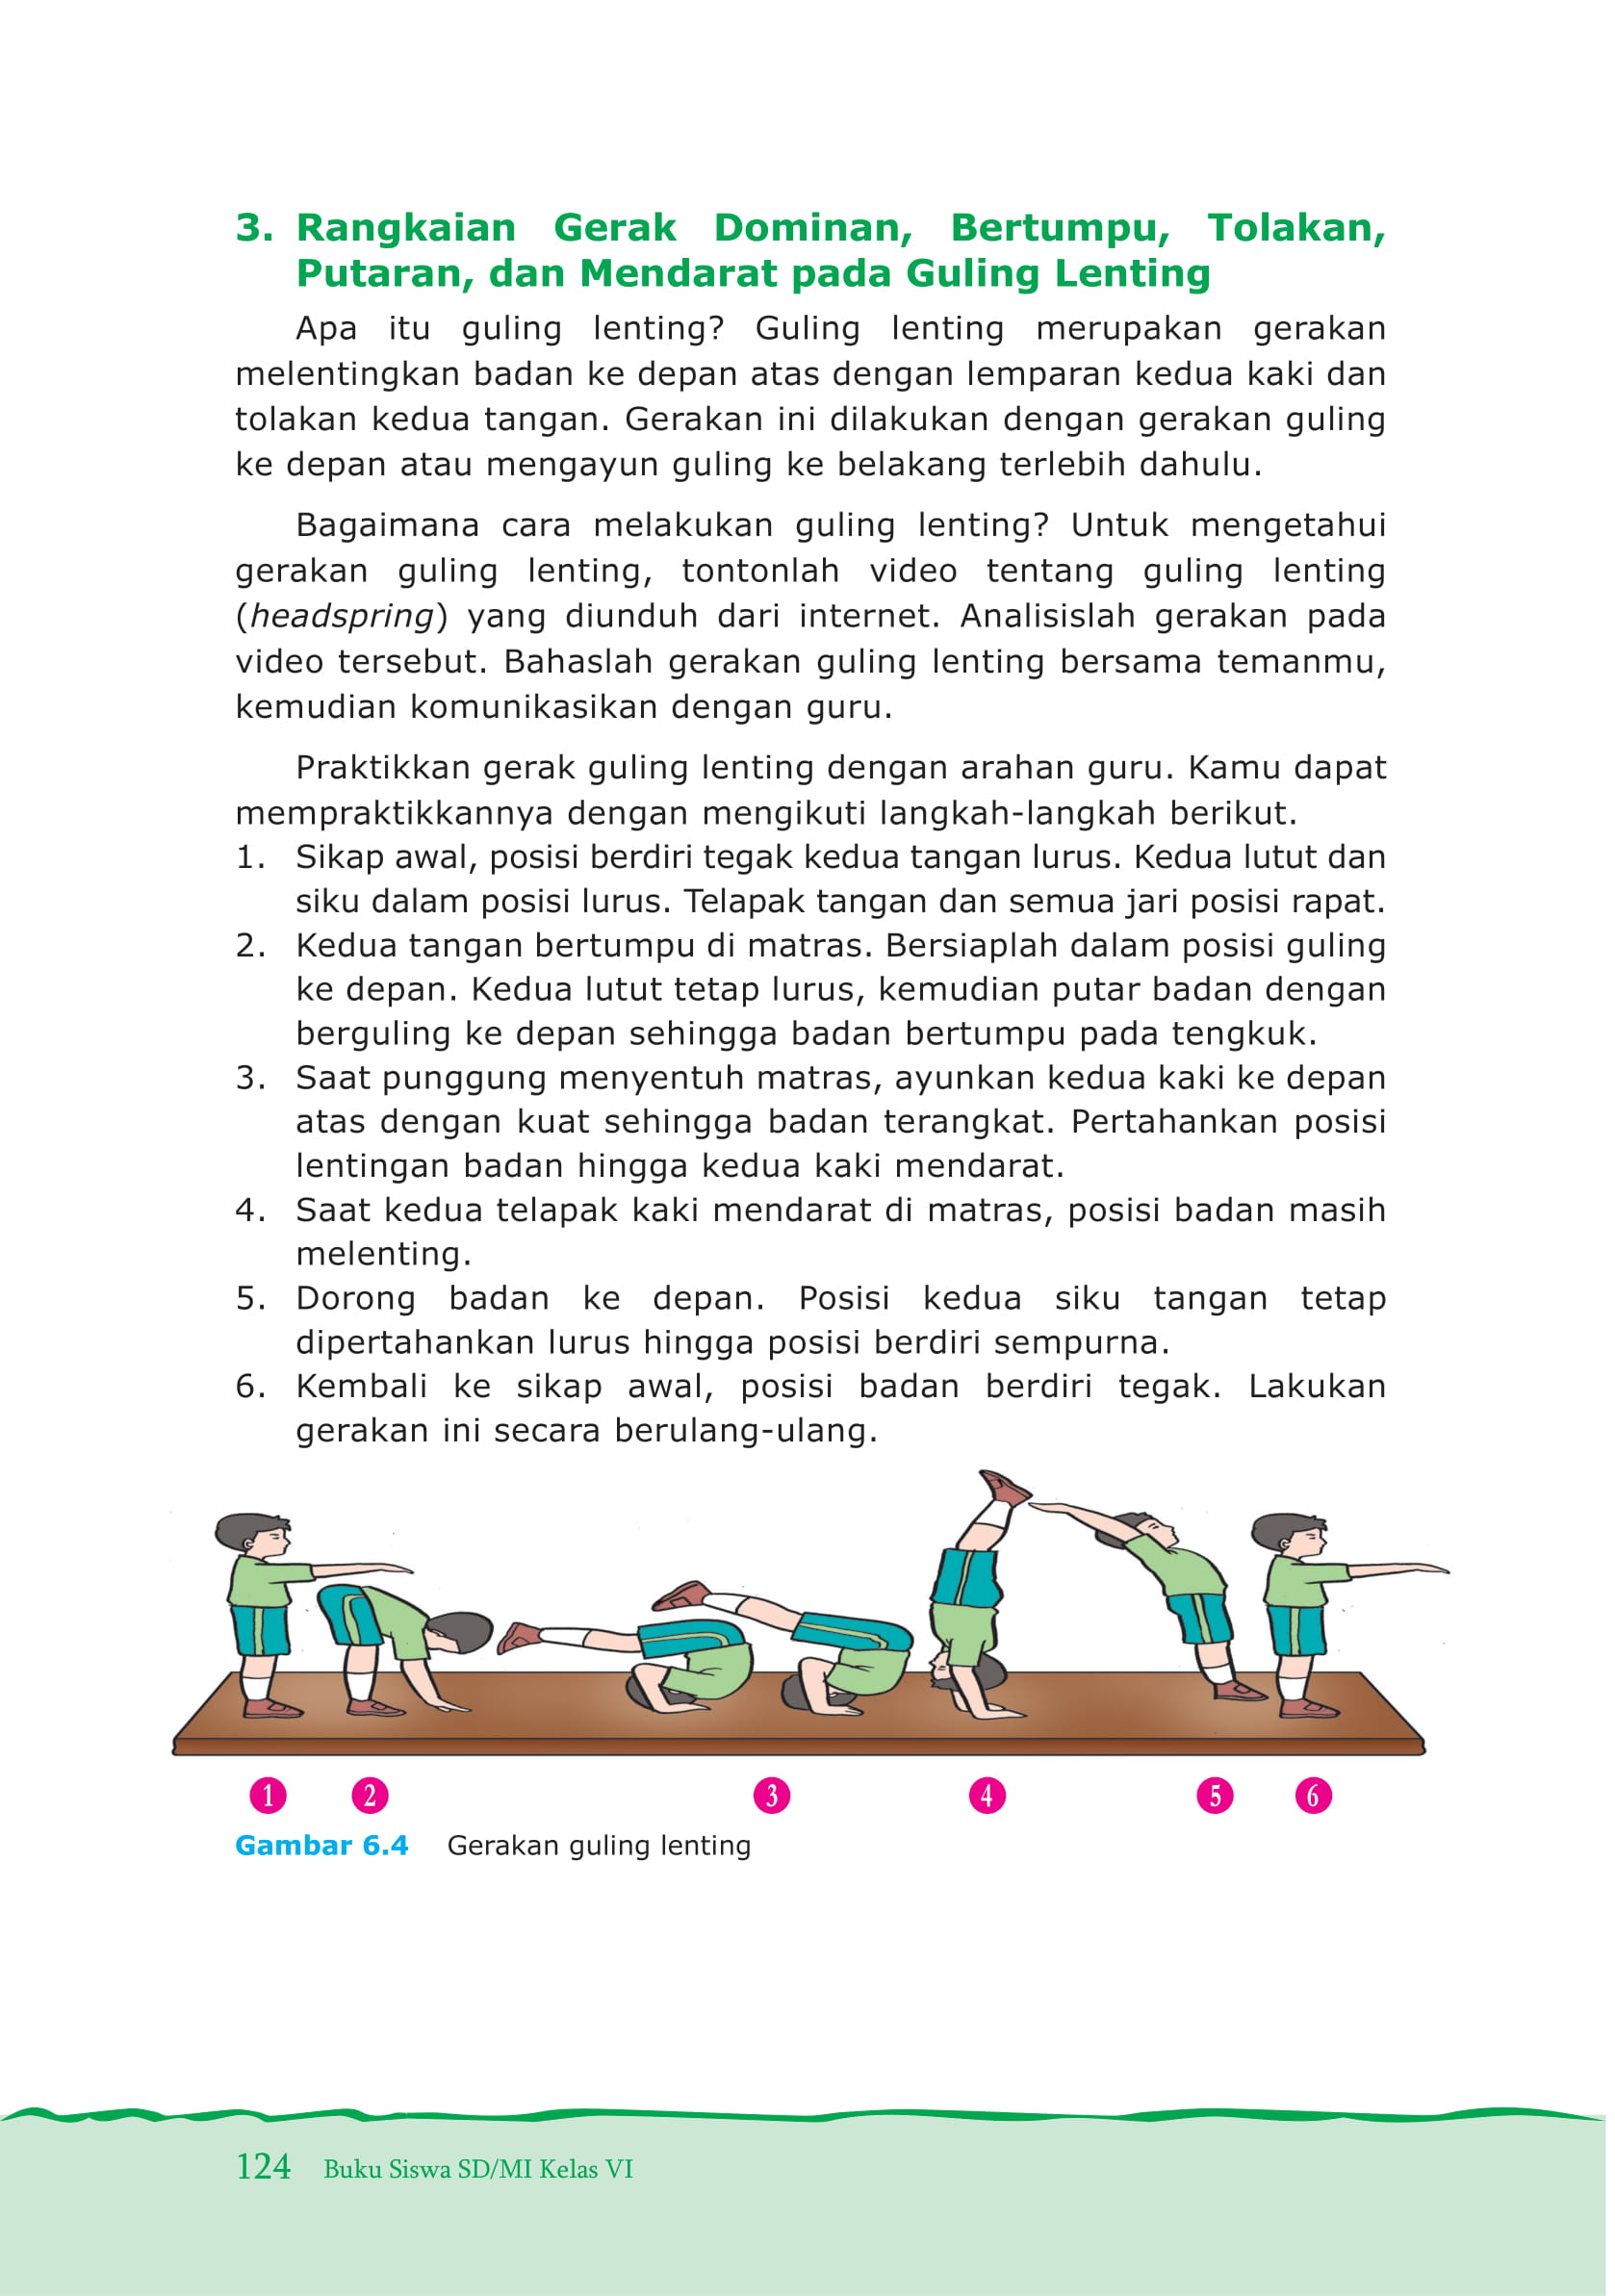 3. Rangkaian Gerak Dominan, Bertumpu, Tolakan,
Putaran, dan Mendarat pada Guling Lenting
Apa itu guling lenting? Guling lenting merupakan gerakan
melentingkan badan ke depan atas dengan lemparan kedua kaki dan
tolakan kedua tangan. Gerakan ini dilakukan dengan gerakan guling
ke depan atau mengayun guling ke belakang terlebih dahulu.
Bagaimana cara melakukan guling lenting? Untuk mengetahui
gerakan guling lenting, tontonlah video tentang guling lenting
(headspring) yang diunduh dari internet. Analisislah gerakan pada
video tersebut. Bahaslah gerakan guling lenting bersama temanmu,
kemudian komunikasikan dengan guru.
Praktikkan gerak guling lenting dengan arahan guru. Kamu dapat
mempraktikkannya dengan mengikuti langkah-langkah berikut.
1. Sikap awal, posisi berdiri tegak kedua tangan lurus. Kedua lutut dan
siku dalam posisi lurus. Telapak tangan dan semua jari posisi rapat.
2. Kedua tangan bertumpu di matras. Bersiaplah dalam posisi guling
ke depan. Kedua lutut tetap lurus, kemudian putar badan dengan
berguling ke depan sehingga badan bertumpu pada tengkuk.
3. Saat punggung menyentuh matras, ayunkan kedua kaki ke depan
atas dengan kuat sehingga badan terangkat. Pertahankan posisi
lentingan badan hingga kedua kaki mendarat.
4. Saat kedua telapak kaki mendarat di matras, posisi badan masih
melenting.
5. Dorong badan ke depan. Posisi kedua siku tangan tetap
dipertahankan lurus hingga posisi berdiri sempurna.
6. Kembali ke sikap awal, posisi badan berdiri tegak. Lakukan
gerakan ini secara berulang-ulang.
1 2 3 4 5 6
Gambar 6.4 Gerakan guling lenting
124 Buku Siswa SD/MI Kelas VI